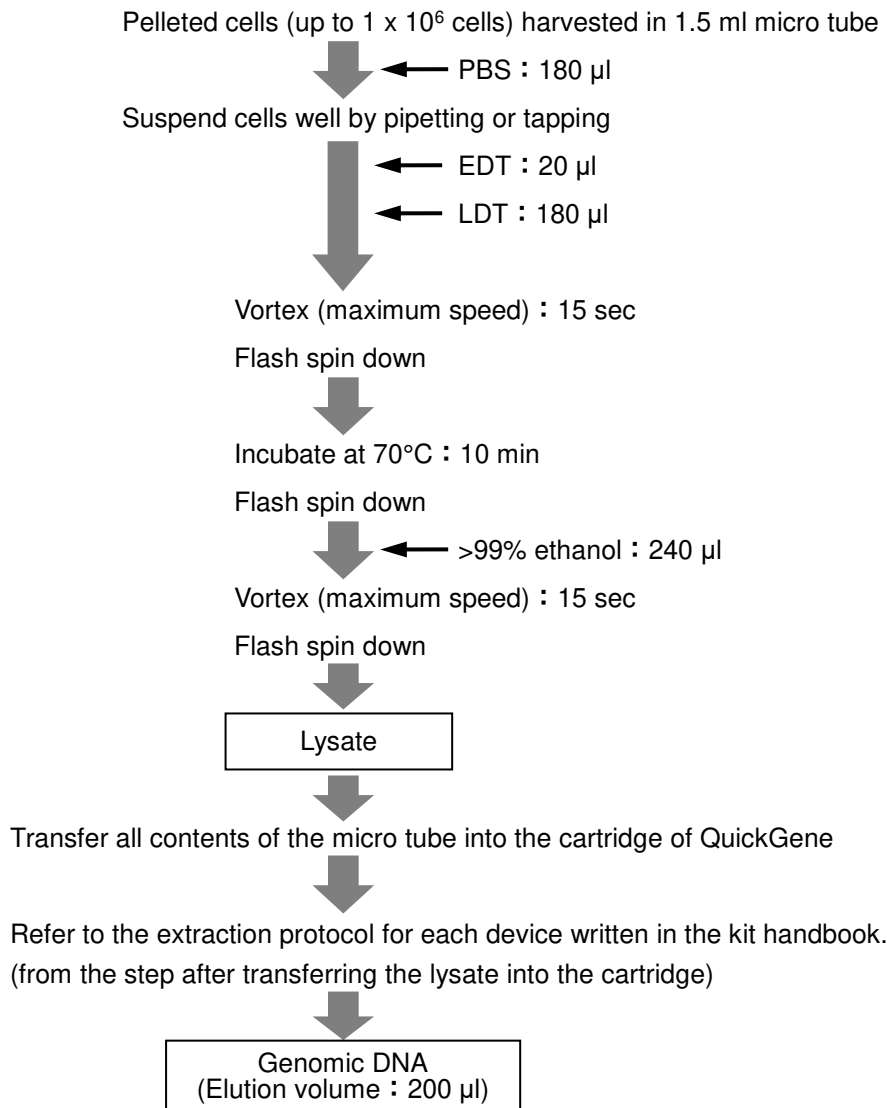 Pelleted cells (up to 1 x 10⁶ cells) harvested in 1.5 ml micro tube
PBS：180 µl
Suspend cells well by pipetting or tapping
EDT：20 µl
LDT：180 µl
Vortex (maximum speed)：15 sec
Flash spin down
Incubate at 70°C：10 min
Flash spin down
>99% ethanol：240 µl
Vortex (maximum speed)：15 sec
Flash spin down
Lysate
Transfer all contents of the micro tube into the cartridge of QuickGene
Refer to the extraction protocol for each device written in the kit handbook.
(from the step after transferring the lysate into the cartridge)
Genomic DNA
(Elution volume：200 µl)